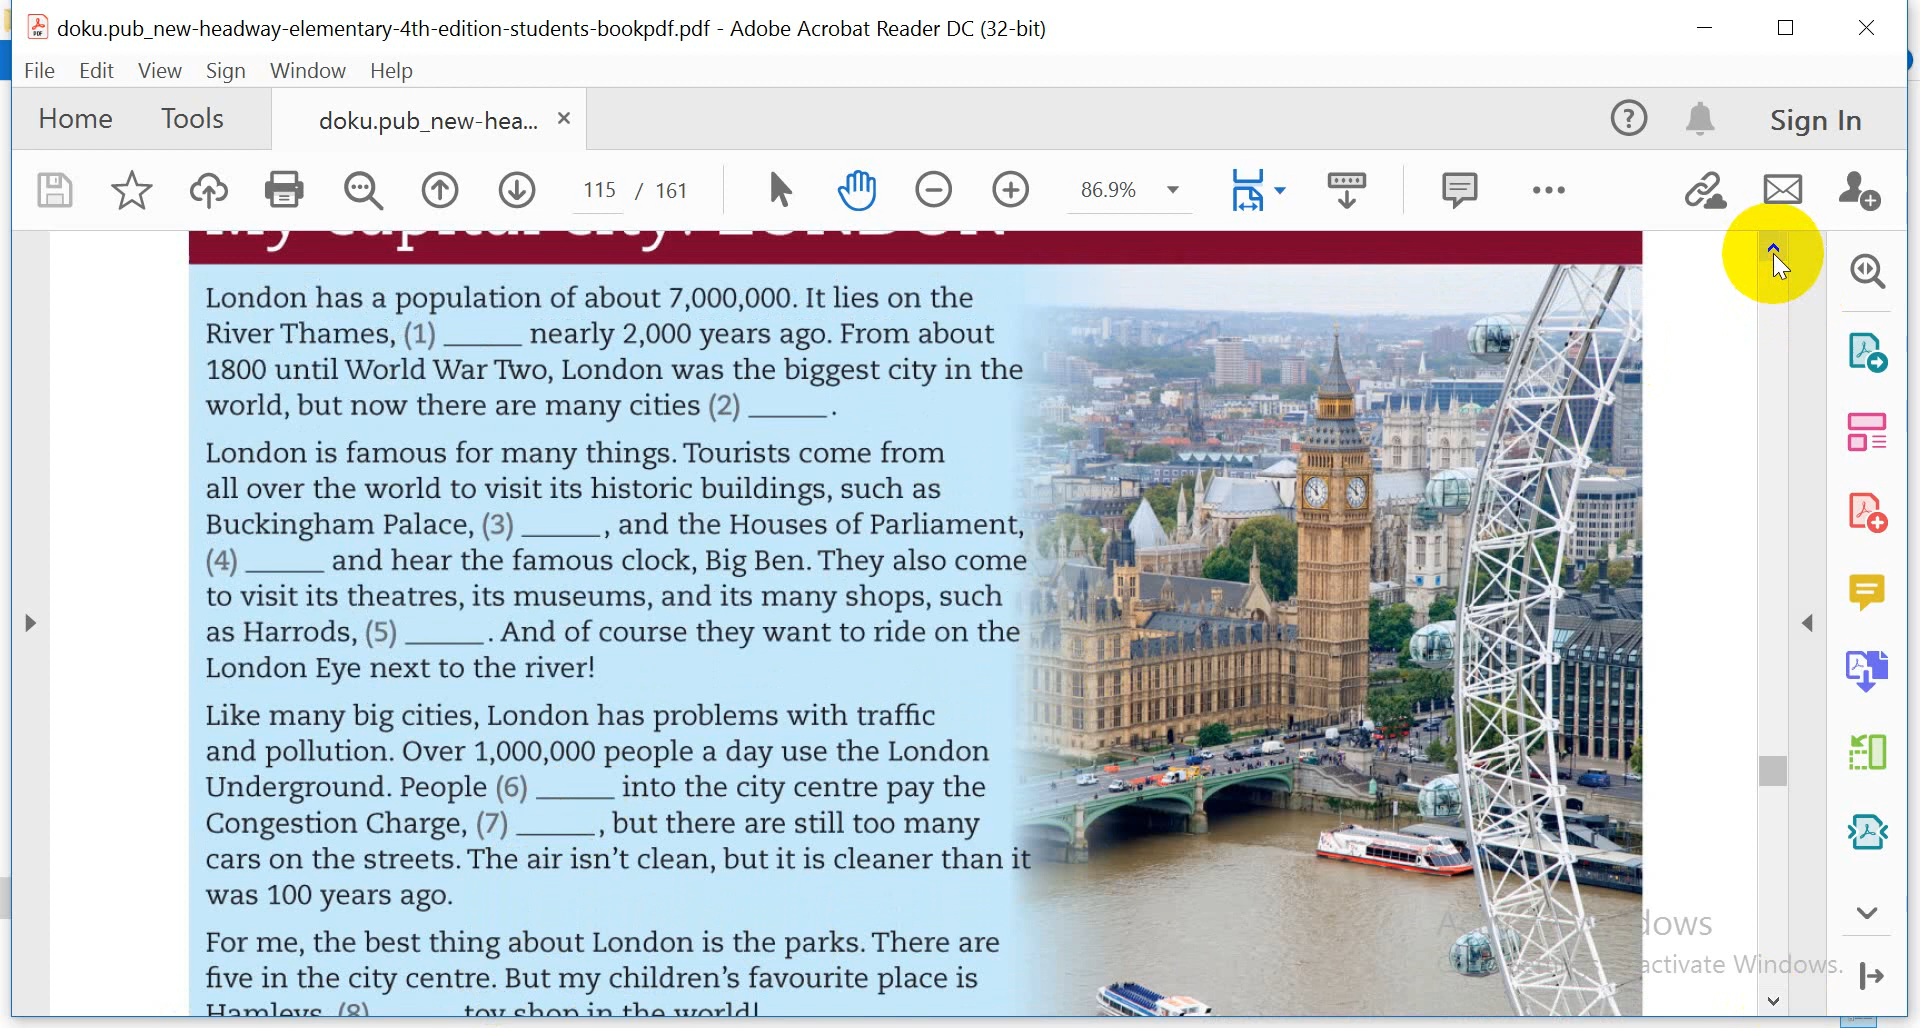 doku.pub_new-headway-elementary-4th-edition-students-bookpdf.pdf - Adobe Acrobat Reader DC (32-bit)
File Edit View Sign Window Help
Home Tools doku.pub_new-hea... × Sign In
115 / 161 86.9%
My Capital City: LONDON
London has a population of about 7,000,000. It lies on the
River Thames, (1) _____ nearly 2,000 years ago. From about
1800 until World War Two, London was the biggest city in the
world, but now there are many cities (2) _____ .
London is famous for many things. Tourists come from
all over the world to visit its historic buildings, such as
Buckingham Palace, (3) _____ , and the Houses of Parliament,
(4) _____ and hear the famous clock, Big Ben. They also come
to visit its theatres, its museums, and its many shops, such
as Harrods, (5) _____ . And of course they want to ride on the
London Eye next to the river!
Like many big cities, London has problems with traffic
and pollution. Over 1,000,000 people a day use the London
Underground. People (6) _____ into the city centre pay the
Congestion Charge, (7) _____ , but there are still too many
cars on the streets. The air isn't clean, but it is cleaner than it
was 100 years ago.
For me, the best thing about London is the parks. There are
five in the city centre. But my children's favourite place is
Hamleys, (8) _____ toy shop in the world!
activate Windows.